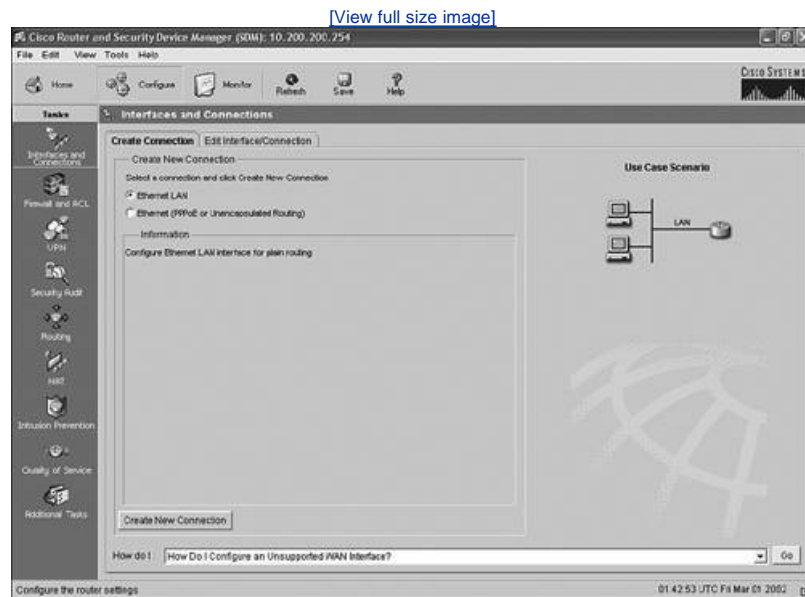 [View full size image]
Cisco Router and Security Device Manager (SDM): 10.200.200.254
File Edit View Tools Help
Home Configure Monitor Refresh Save Help
CISCO SYSTEMS
Tasks
Interfaces and Connections
Create Connection Edit Interface/Connection
Interfaces and Connections
Create New Connection
Select a connection and click Create New Connection
Ethernet LAN
Ethernet (PPPoE or Unencapsulated Routing)
Information
Configure Ethernet LAN interface for plain routing
Use Case Scenario
LAN
Firewall and ACL
VPN
Security Audit
Routing
NAT
Intrusion Prevention
Quality of Service
Additional Tasks
Create New Connection
How do I: How Do I Configure an Unsupported WAN Interface? Go
Configure the router settings
01:42:53 UTC Fri Mar 01 2002